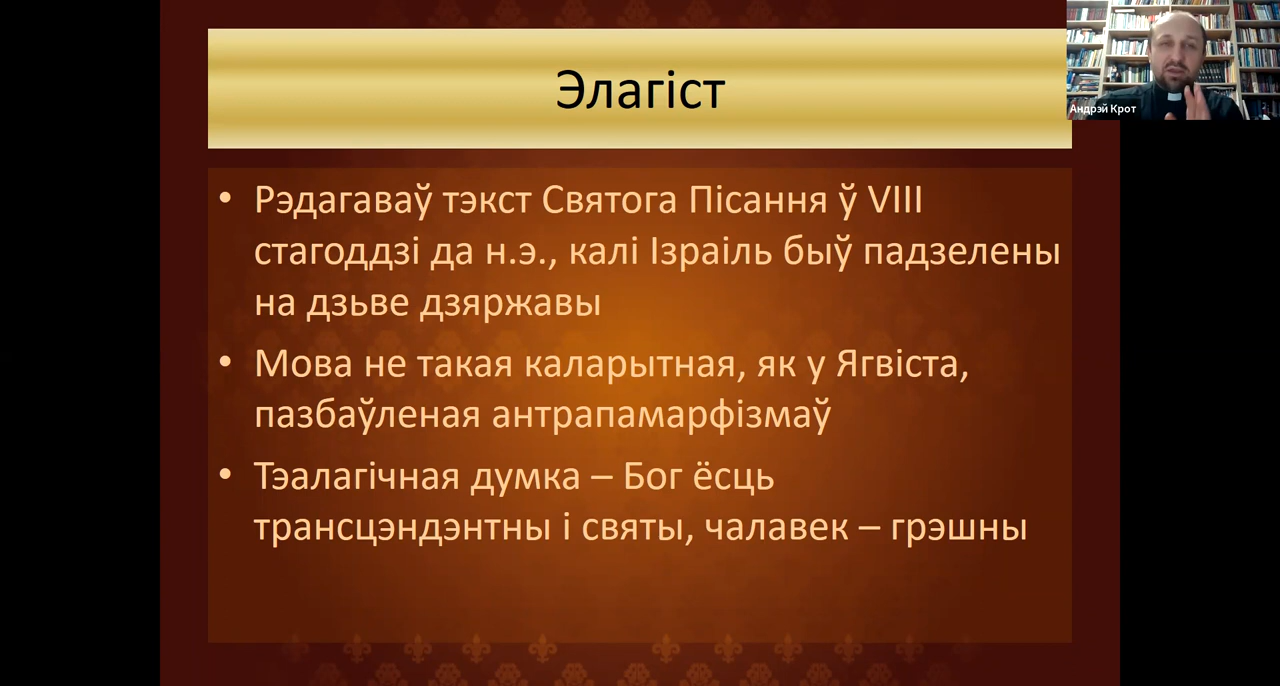 Элагіст
Андрэй Крот
• Рэдагаваў тэкст Святога Пісання ў VIII
стагоддзі да н.э., калі Ізраіль быў падзелены
на дзьве дзяржавы
• Мова не такая каларытная, як у Ягвіста,
пазбаўленая антрапамарфізмаў
• Тэалагічная думка – Бог ёсць
трансцэндэнтны і святы, чалавек – грэшны